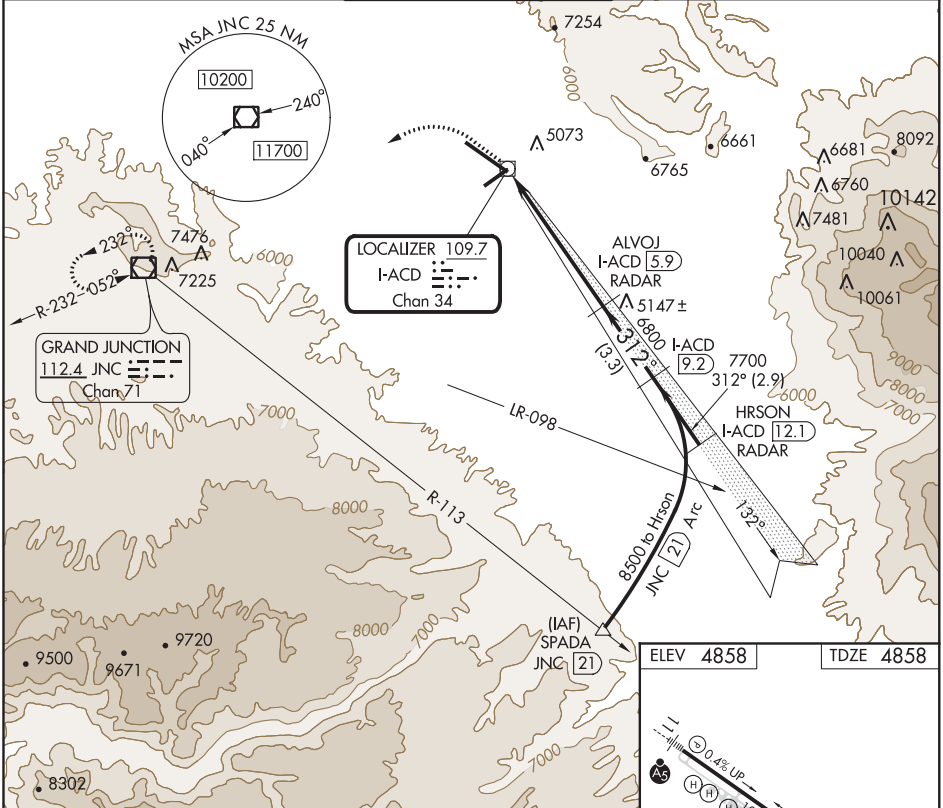 MSA JNC 25 NM
10200
240°
040°
11700
7254
6000
5073
6661
6765
6681
8092
6760
10142
7481
10040
10061
9000
8000
7000
6000
LOCALIZER 109.7
I-ACD
Chan 34
232°
7476
7225
6000
R-232
052°
GRAND JUNCTION
112.4 JNC
Chan 71
7000
ALVOJ
I-ACD 5.9
RADAR
5147 ±
6800
312°
(3.3)
I-ACD
9.2
7700
312° (2.9)
HRSON
I-ACD 12.1
RADAR
LR-098
132°
R-113
8500 to Hrson
JNC 21 Arc
8000
8000
7000
9720
9500
9671
(IAF)
SPADA
JNC 21
7000
8302
ELEV 4858
TDZE 4858
P
0.4% UP
A5
H
H